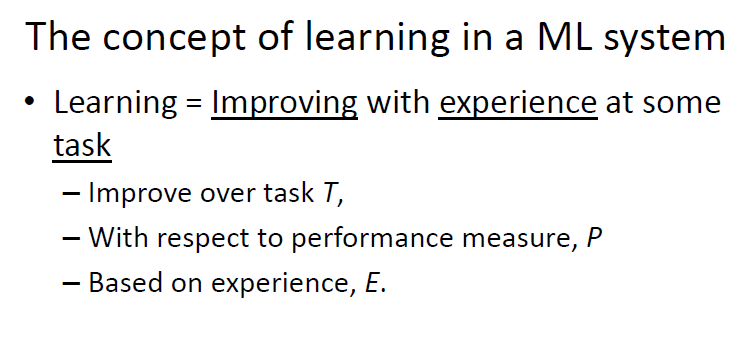 The concept of learning in a ML system
• Learning = Improving with experience at some
task
– Improve over task T,
– With respect to performance measure, P
– Based on experience, E.